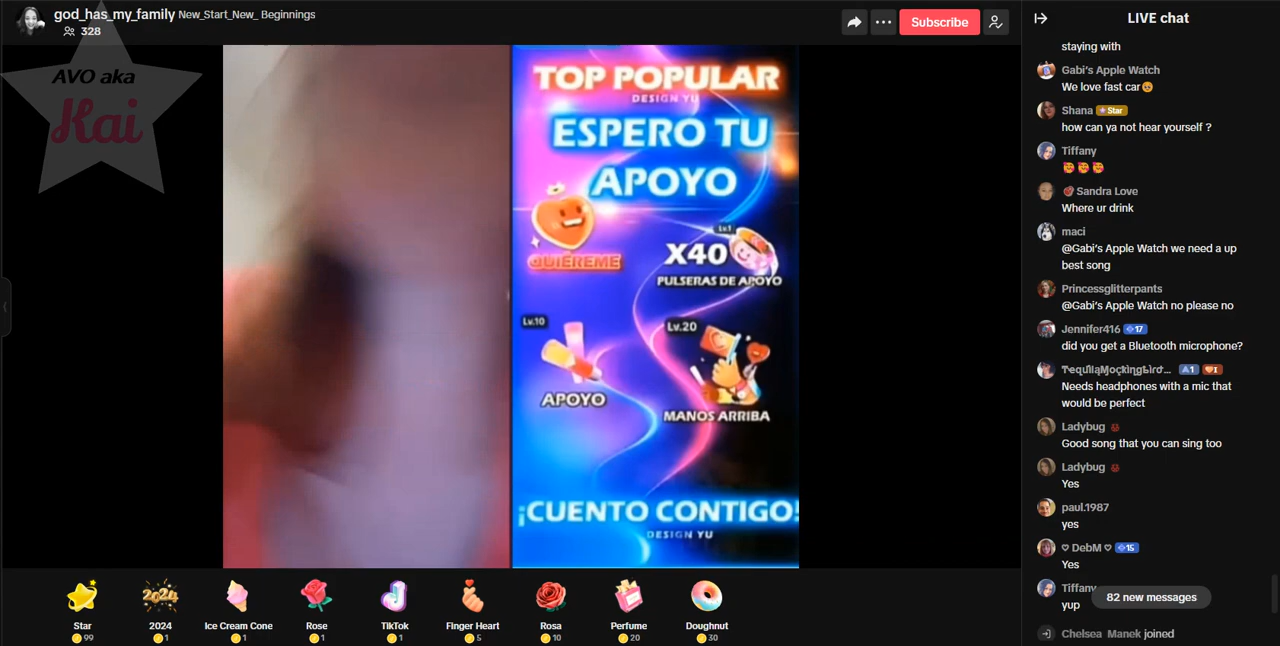 god_has_my_family New_Start_New_ Beginnings
328
Subscribe
AVO aka
Kai
TOP POPULAR
DESIGN YU
ESPERO TU
APOYO
QUIÉREME
Lv.1
X40
PULSERAS DE APOYO
Lv.10
APOYO
Lv.20
MANOS ARRIBA
¡CUENTO CONTIGO!
DESIGN YU
Star
99
2024
2024
1
Ice Cream Cone
1
Rose
1
TikTok
1
Finger Heart
5
Rosa
10
Perfume
20
Doughnut
30
LIVE chat
staying with
Gabi's Apple Watch
We love fast car
Shana Star
how can ya not hear yourself ?
Tiffany
Sandra Love
Where ur drink
maci
@Gabi's Apple Watch we need a up
best song
Princessglitterpants
@Gabi's Apple Watch no please no
Jennifer416 17
did you get a Bluetooth microphone?
1 1
Needs headphones with a mic that
would be perfect
Ladybug
Good song that you can sing too
Ladybug
Yes
paul.1987
yes
♡ DebM ♡ 15
Yes
Tiffany
yup
82 new messages
Chelsea Manek joined